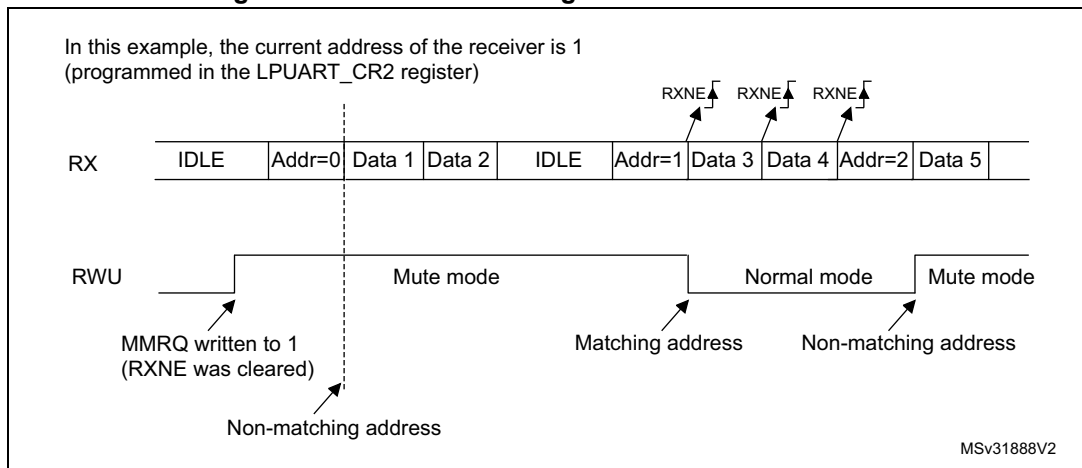 In this example, the current address of the receiver is 1
(programmed in the LPUART_CR2 register)
RXNE RXNE RXNE
RX IDLE Addr=0 Data 1 Data 2 IDLE Addr=1 Data 3 Data 4 Addr=2 Data 5
RWU Mute mode Normal mode Mute mode
MMRQ written to 1
(RXNE was cleared)
Matching address Non-matching address
Non-matching address
MSv31888V2